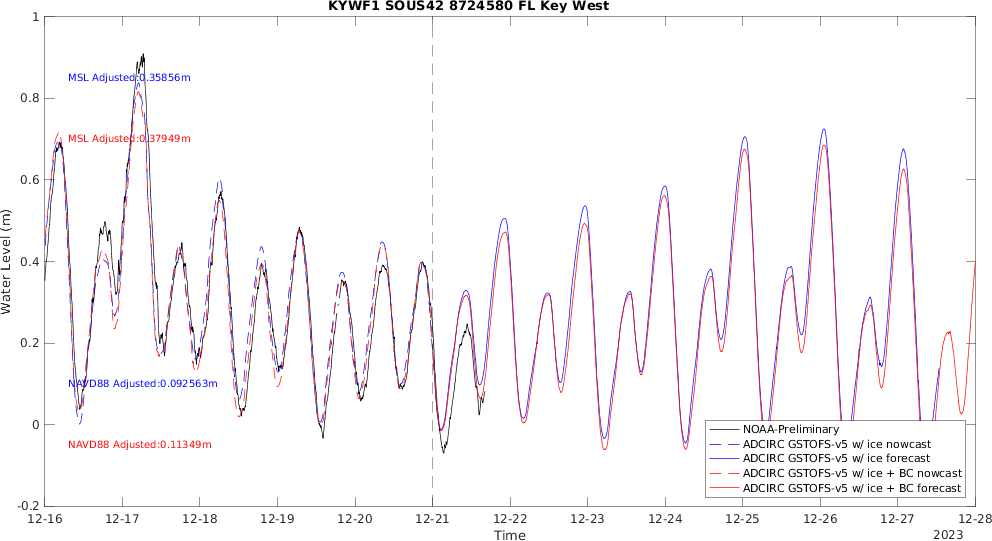 KYWF1 SOUS42 8724580 FL Key West
1
0.8
0.6
0.4
0.2
0
-0.2
Water Level (m)
MSL Adjusted:0.35856m
MSL Adjusted:0.37949m
NAVD88 Adjusted:0.092563m
NAVD88 Adjusted:0.11349m
NOAA-Preliminary
ADCIRC GSTOFS-v5 w/ ice nowcast
ADCIRC GSTOFS-v5 w/ ice forecast
ADCIRC GSTOFS-v5 w/ ice + BC nowcast
ADCIRC GSTOFS-v5 w/ ice + BC forecast
12-16 12-17 12-18 12-19 12-20 12-21 12-22 12-23 12-24 12-25 12-26 12-27 12-28
Time
2023